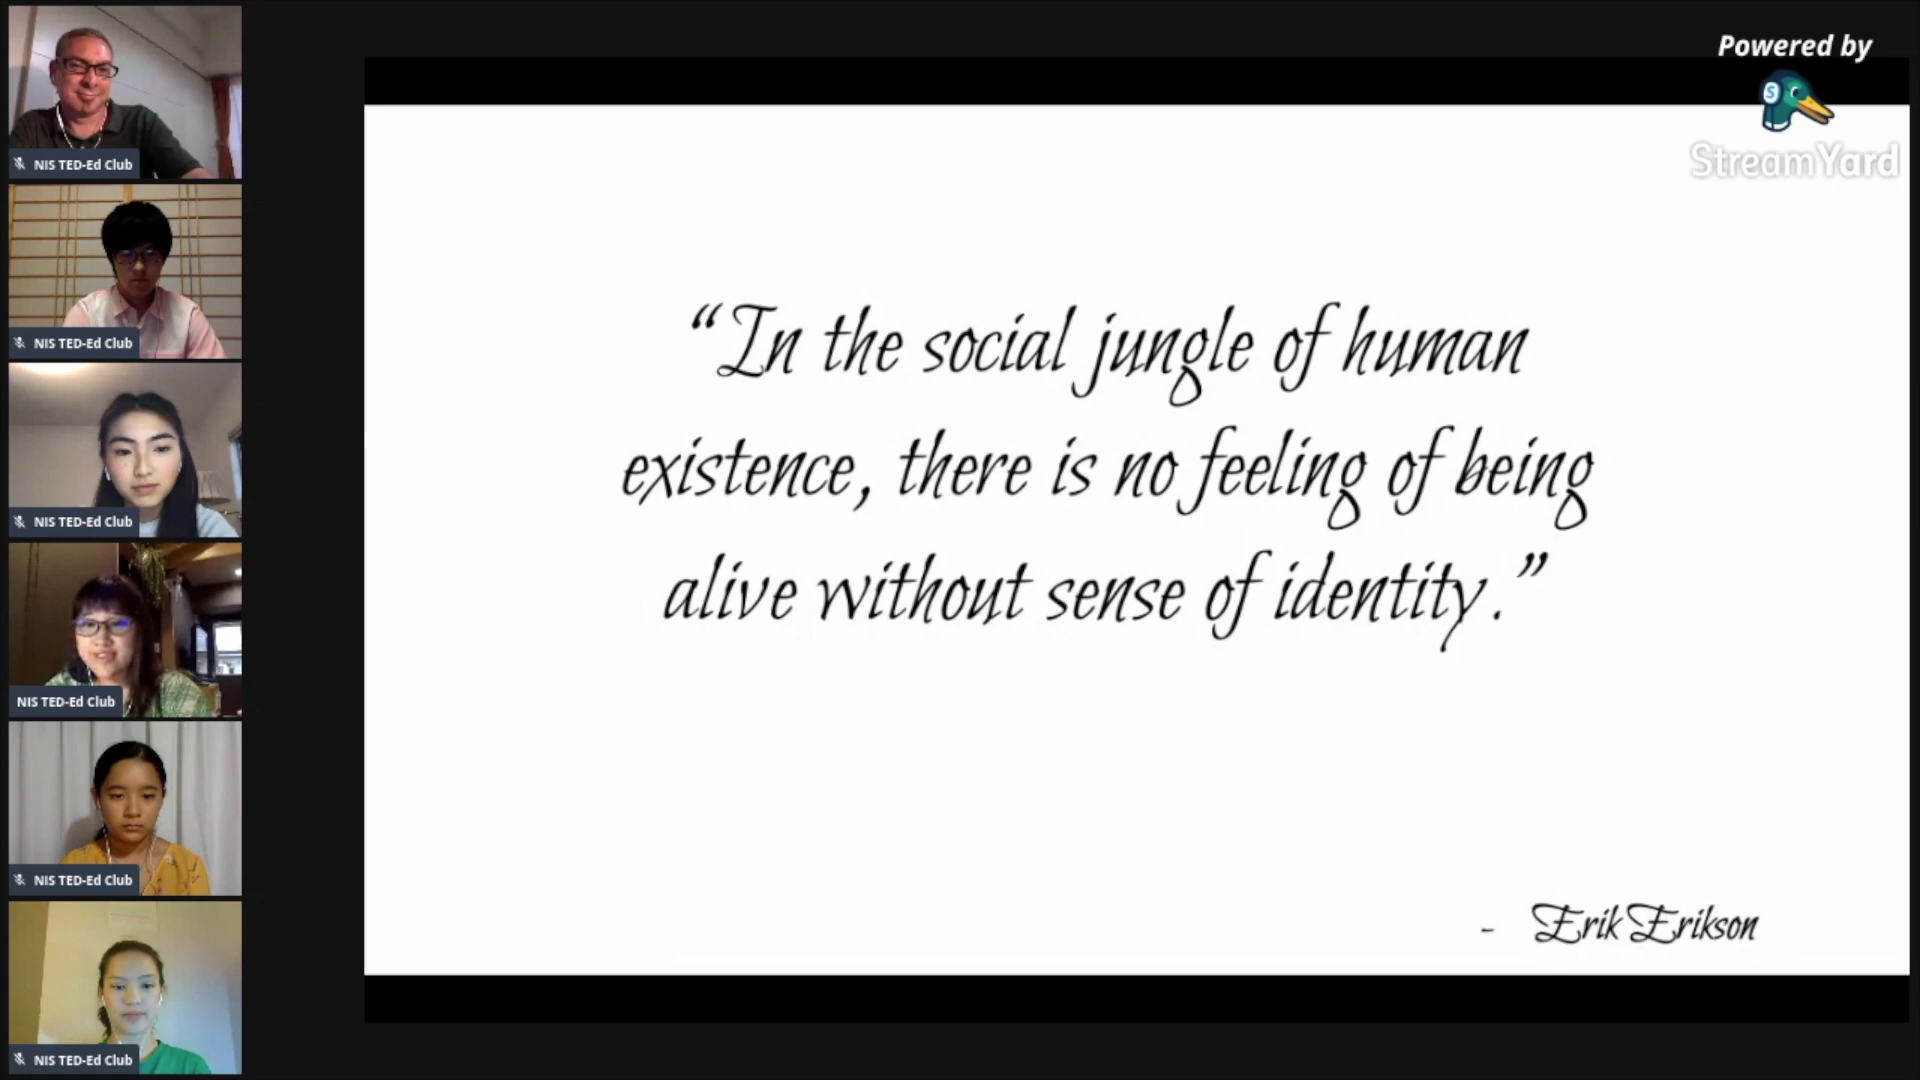 NIS TED-Ed Club
NIS TED-Ed Club
NIS TED-Ed Club
NIS TED-Ed Club
NIS TED-Ed Club
NIS TED-Ed Club
Powered by
S
StreamYard
“In the social jungle of human
existence, there is no feeling of being
alive without sense of identity.”
- Erik Erikson